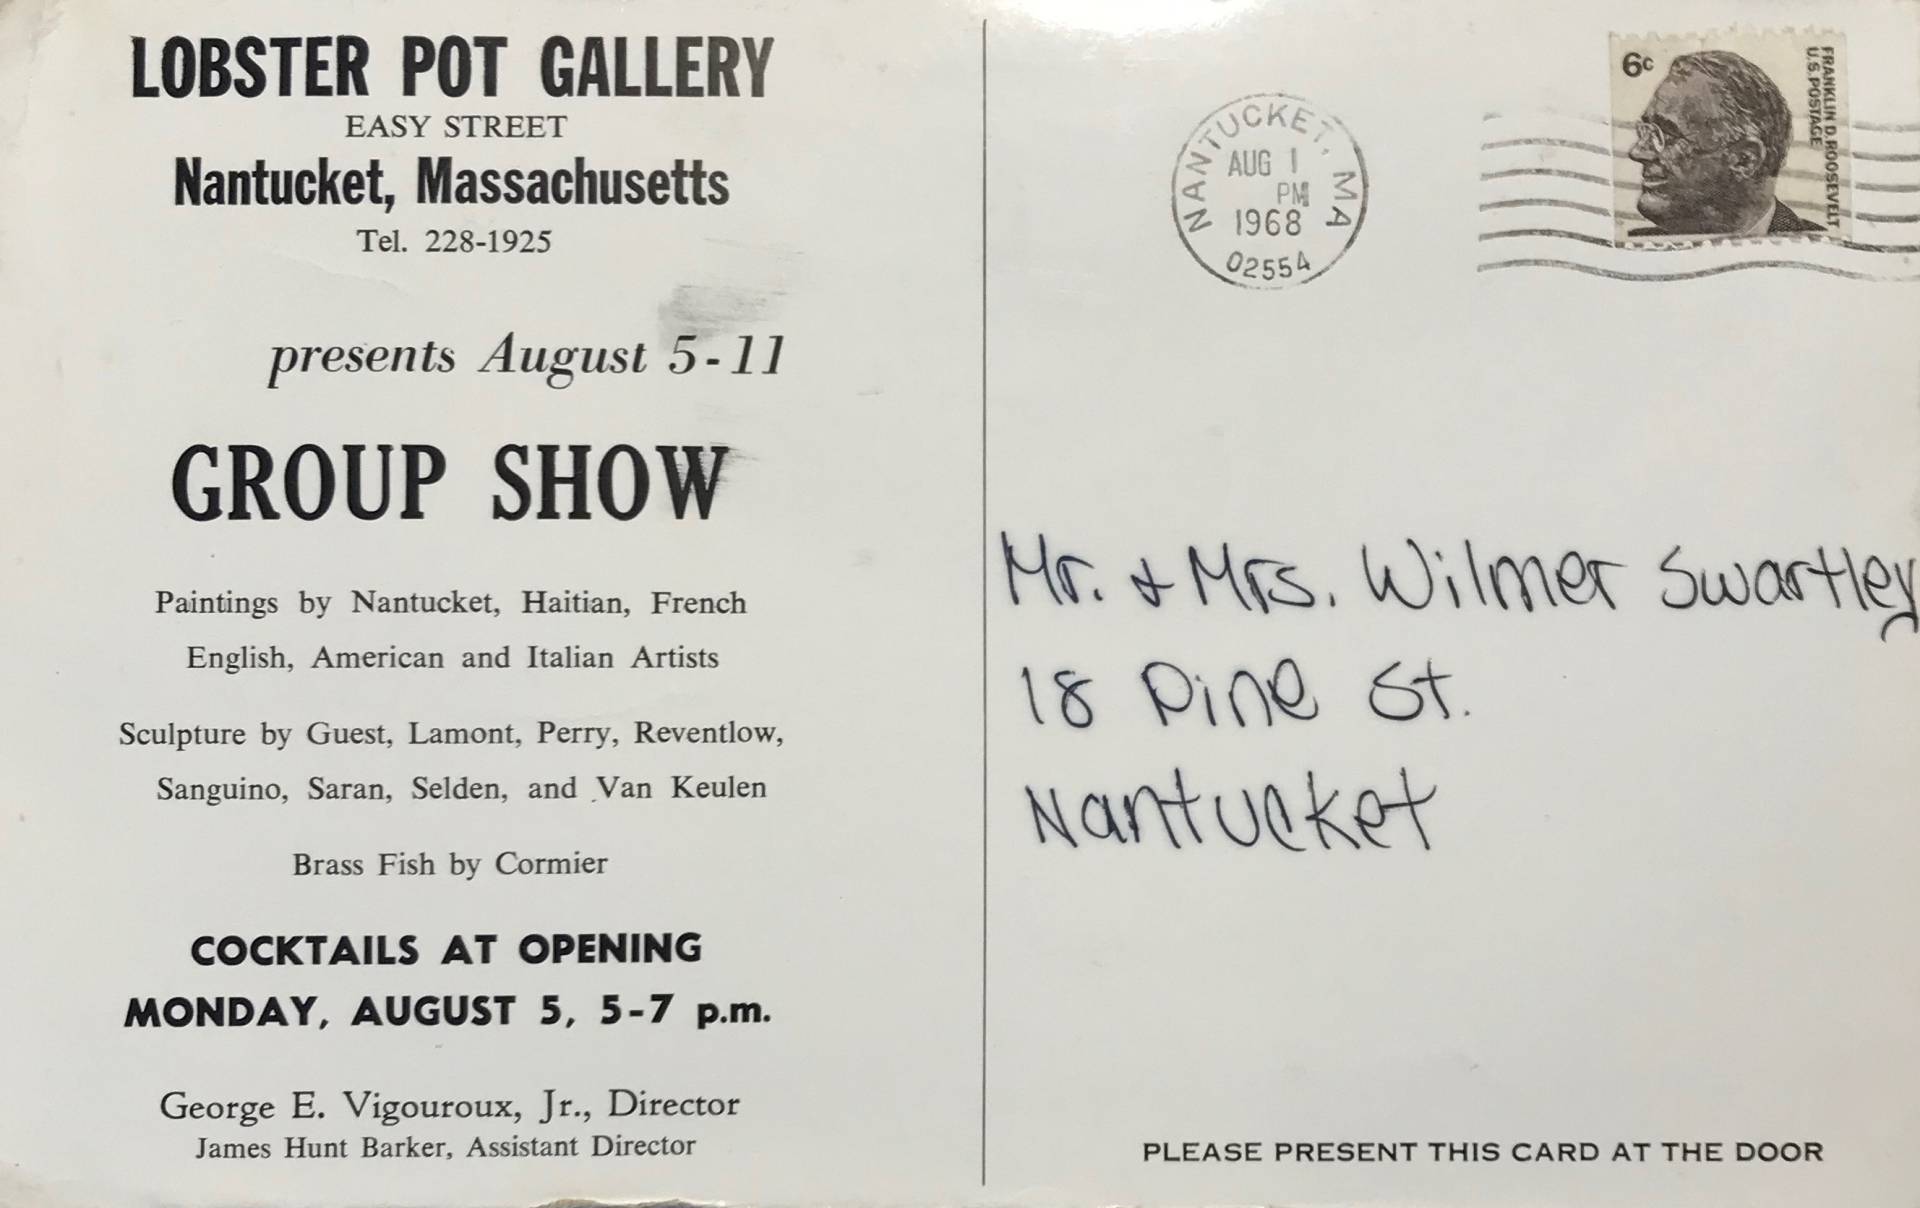 LOBSTER POT GALLERY
EASY STREET
Nantucket, Massachusetts
Tel. 228-1925
presents August 5-11
GROUP SHOW
Paintings by Nantucket, Haitian, French
English, American and Italian Artists
Sculpture by Guest, Lamont, Perry, Reventlow,
Sanguino, Saran, Selden, and Van Keulen
Brass Fish by Cormier
COCKTAILS AT OPENING
MONDAY, AUGUST 5, 5-7 p.m.
George E. Vigouroux, Jr., Director
James Hunt Barker, Assistant Director
NANTUCKET, MA
AUG 1
PM
1968
02554
6c
FRANKLIN D. ROOSEVELT
U.S. POSTAGE
Mr. & Mrs. Wilmer Swartley
18 Pine St.
Nantucket
PLEASE PRESENT THIS CARD AT THE DOOR